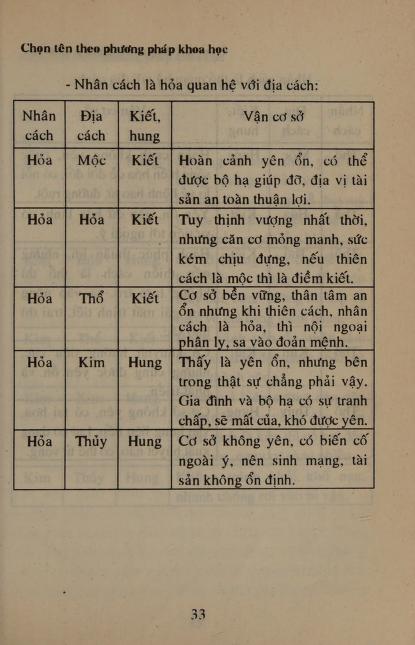 Chọn tên theo phương pháp khoa học
- Nhân cách là hỏa quan hệ với địa cách:
Nhân cách | Địa cách | Kiết, hung | Vận cơ sở
Hỏa | Mộc | Kiết | Hoàn cảnh yên ổn, có thể
được bộ hạ giúp đỡ, địa vị tài
sản an toàn thuận lợi.
Hỏa | Hỏa | Kiết | Tuy thịnh vượng nhất thời,
nhưng căn cơ mỏng manh, sức
kém chịu đựng, nếu thiên
cách là mộc thì là điềm kiết.
Hỏa | Thổ | Kiết | Cơ sở bền vững, thân tâm an
ổn nhưng khi thiên cách, nhân
cách là hỏa, thì nội ngoại
phân ly, sa vào đoản mệnh.
Hỏa | Kim | Hung | Thấy là yên ổn, nhưng bên
trong thật sự chẳng phải vậy.
Gia đình và bộ hạ có sự tranh
chấp, sẽ mất của, khó được yên.
Hỏa | Thủy | Hung | Cơ sở không yên, có biến cố
ngoài ý, nên sinh mạng, tài
sản không ổn định.
33